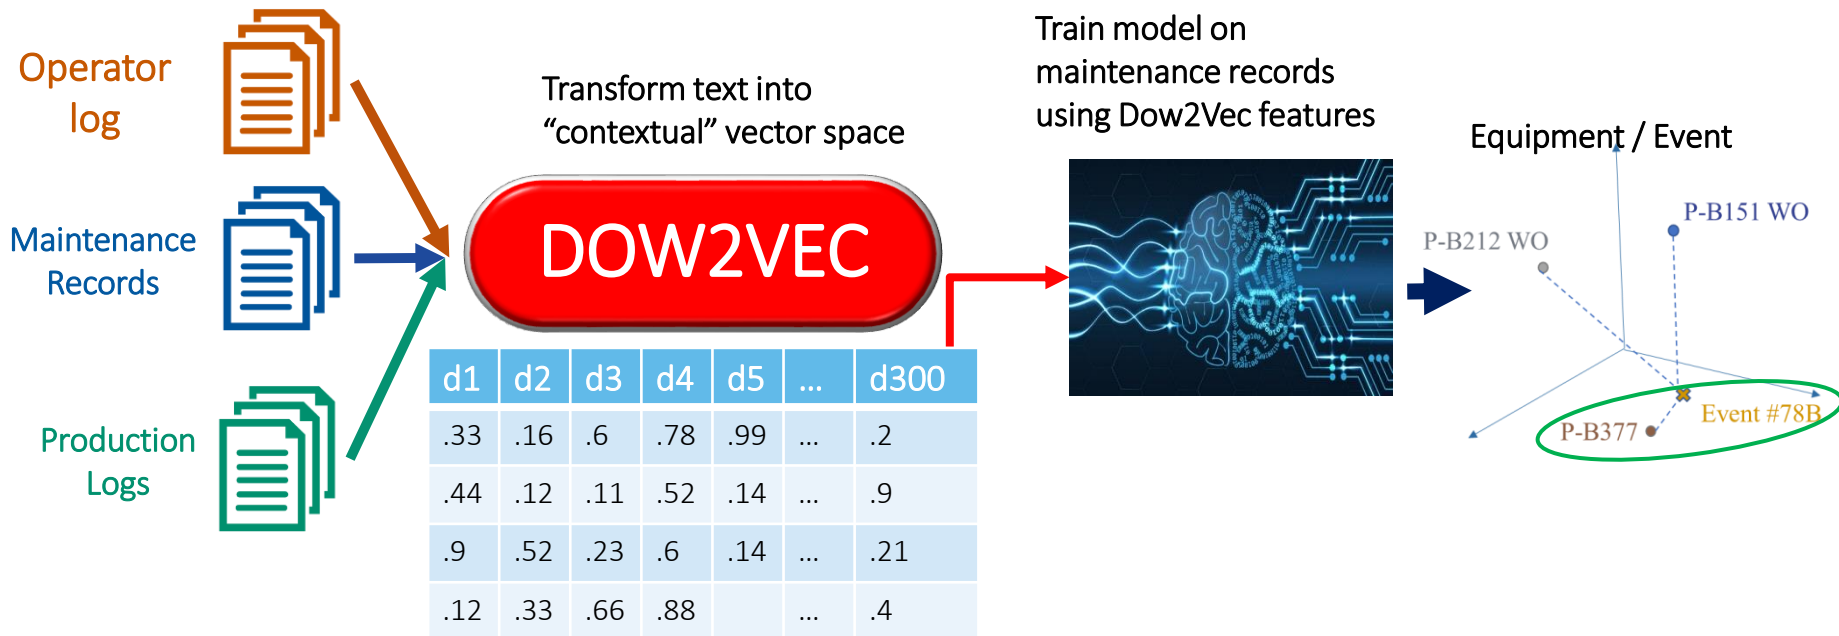 Operator
log
Maintenance
Records
Production
Logs
Transform text into
“contextual” vector space
DOW2VEC
d1 d2 d3 d4 d5 ... d300
.33 .16 .6 .78 .99 ... .2
.44 .12 .11 .52 .14 ... .9
.9 .52 .23 .6 .14 ... .21
.12 .33 .66 .88 ... .4
Train model on
maintenance records
using Dow2Vec features
Equipment / Event
P-B151 WO
P-B212 WO
Event #78B
P-B377